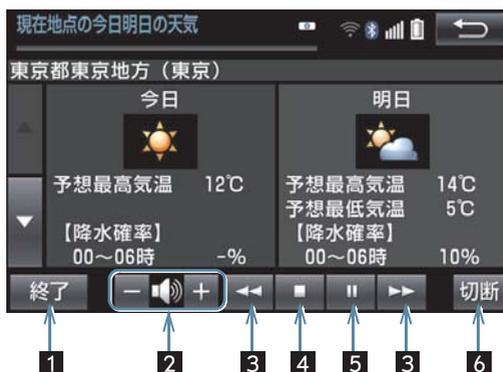 現在地点の今日明日の天気
東京都東京地方（東京）
今日
予想最高気温 12℃
【降水確率】
00～06時 -%
明日
予想最高気温 14℃
予想最低気温 5℃
【降水確率】
00～06時 10%
終了 － ＋ 切断
1 2 3 4 5 3 6